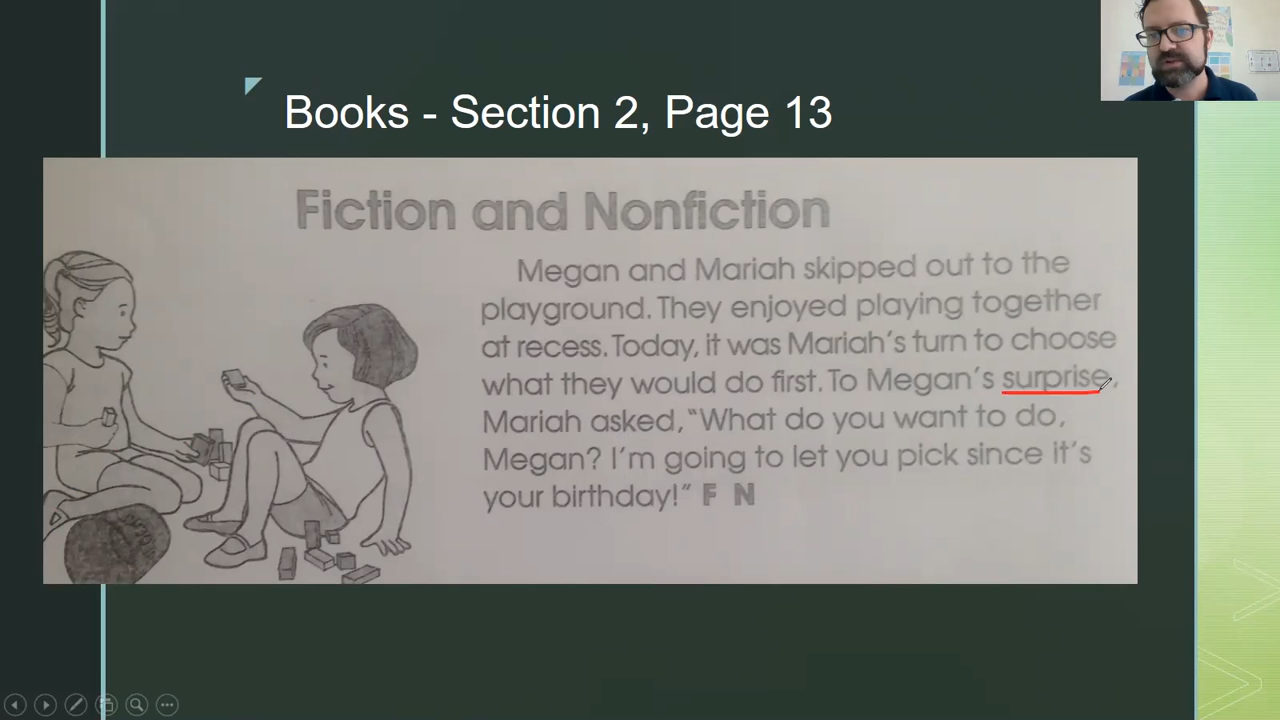 Books - Section 2, Page 13
Fiction and Nonfiction
Megan and Mariah skipped out to the
playground. They enjoyed playing together
at recess. Today, it was Mariah's turn to choose
what they would do first. To Megan's surprise,
Mariah asked, "What do you want to do,
Megan? I'm going to let you pick since it's
your birthday!" F N